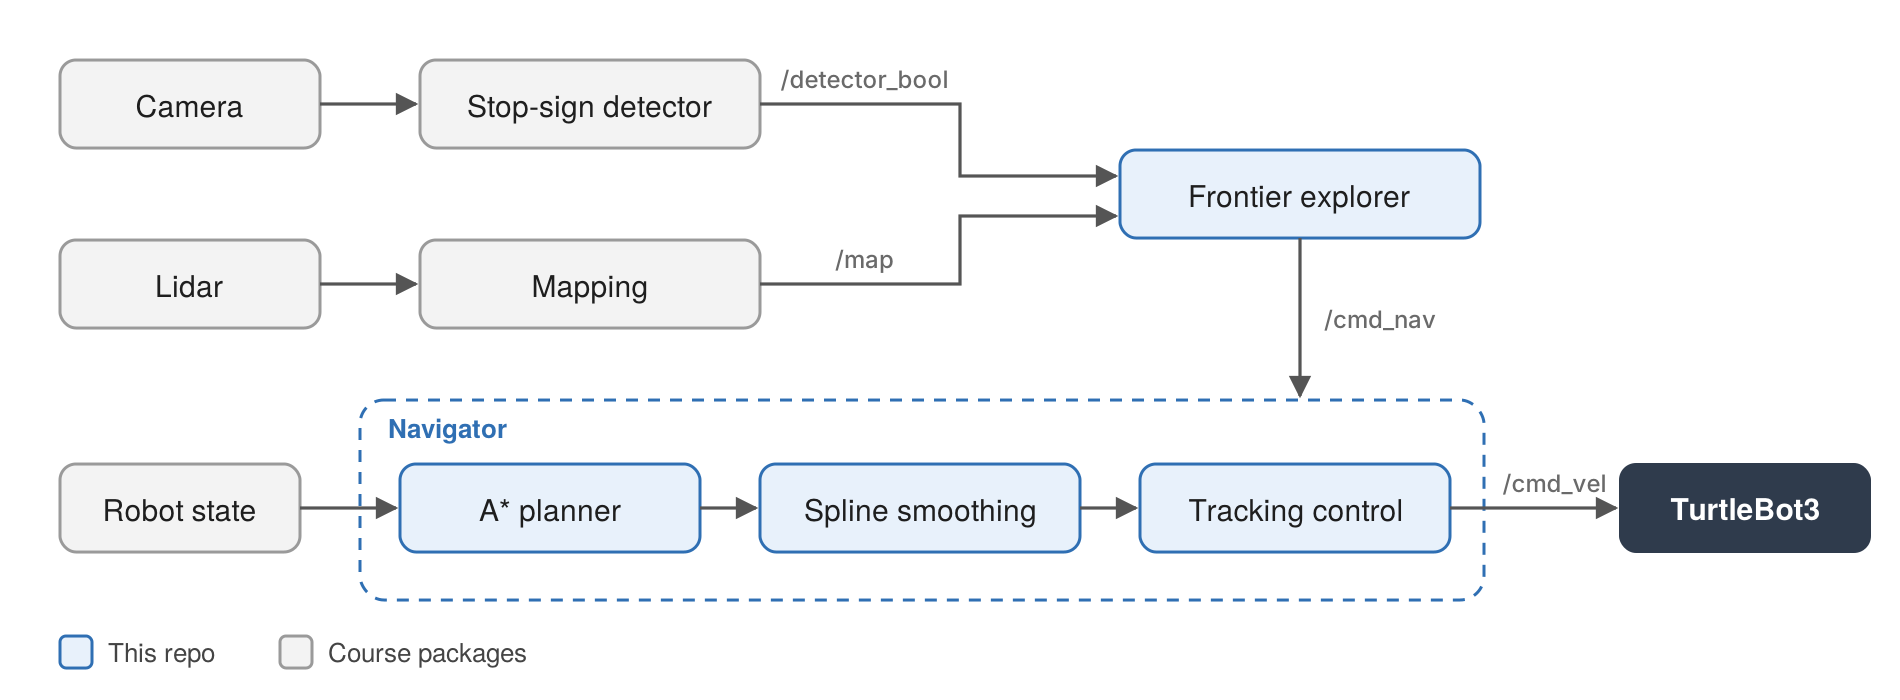 Camera
Stop-sign detector
/detector_bool
Frontier explorer
Lidar
Mapping
/map
/cmd_nav
Navigator
Robot state
A* planner
Spline smoothing
Tracking control
/cmd_vel
TurtleBot3
This repo
Course packages